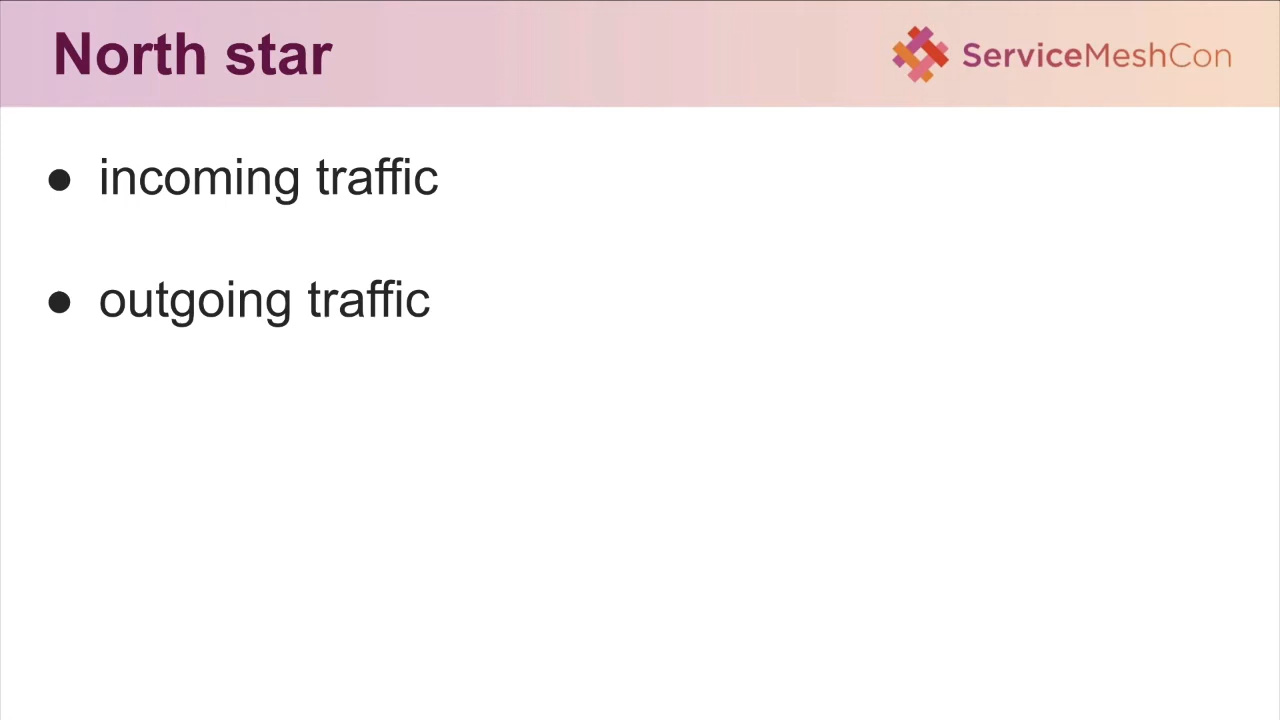 North star
ServiceMeshCon
● incoming traffic
● outgoing traffic